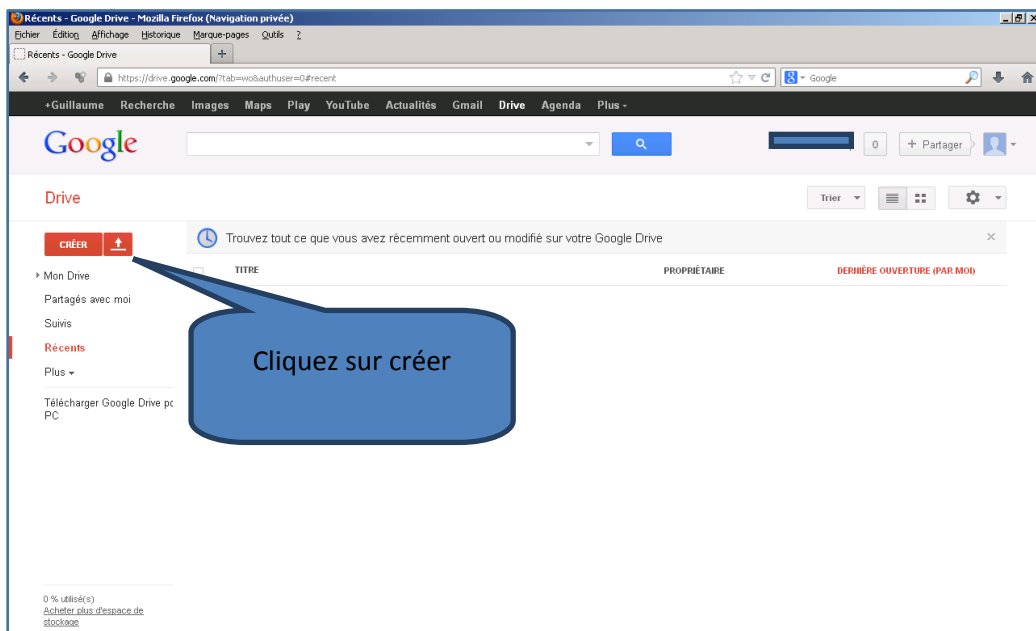 Récents - Google Drive - Mozilla Firefox (Navigation privée)
Fichier Édition Affichage Historique Marque-pages Outils ?
Récents - Google Drive +
https://drive.google.com/?tab=wo&authuser=0#recent Google
+Guillaume Recherche Images Maps Play YouTube Actualités Gmail Drive Agenda Plus
Google 0 + Partager
Drive Trier
CRÉER Trouvez tout ce que vous avez récemment ouvert ou modifié sur votre Google Drive ×
TITRE PROPRIÉTAIRE DERNIÈRE OUVERTURE (PAR MOI)
Mon Drive
Partagés avec moi
Suivis
Récents
Plus
Cliquez sur créer
Télécharger Google Drive po
PC
0 % utilisé(s)
Acheter plus d'espace de
stockage